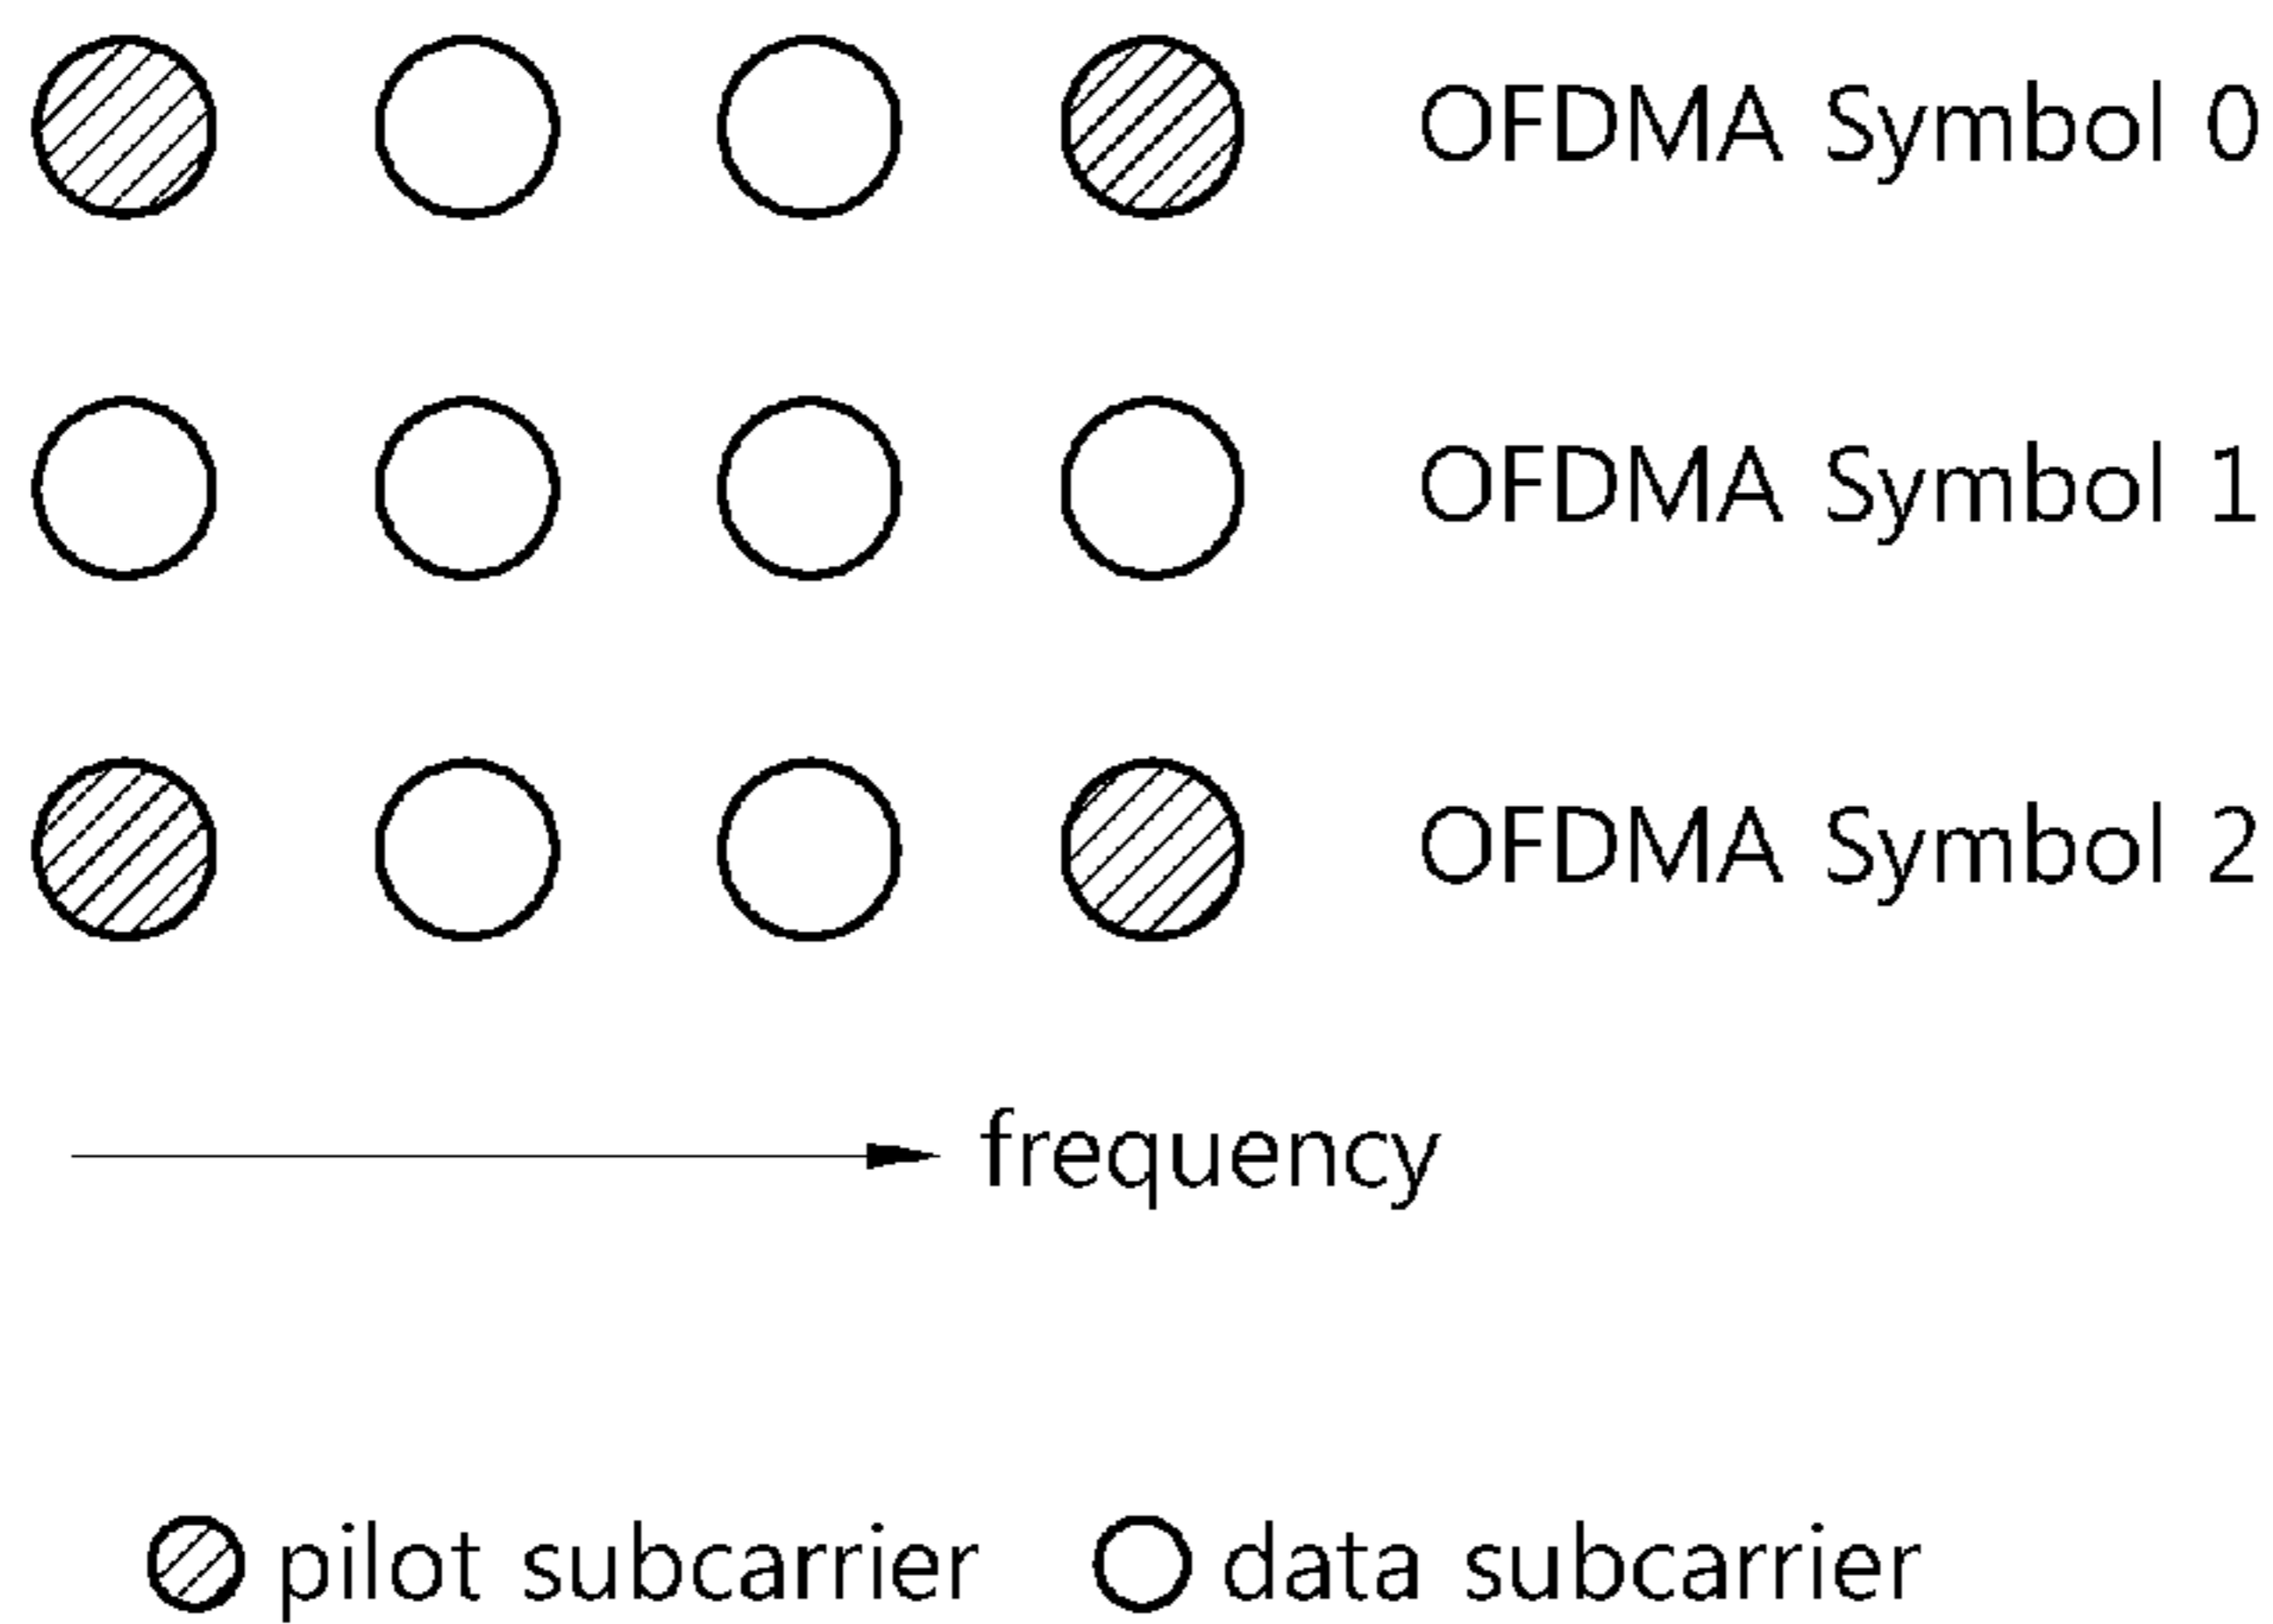 OFDMA Symbol 0
OFDMA Symbol 1
OFDMA Symbol 2
frequency
pilot subcarrier data subcarrier